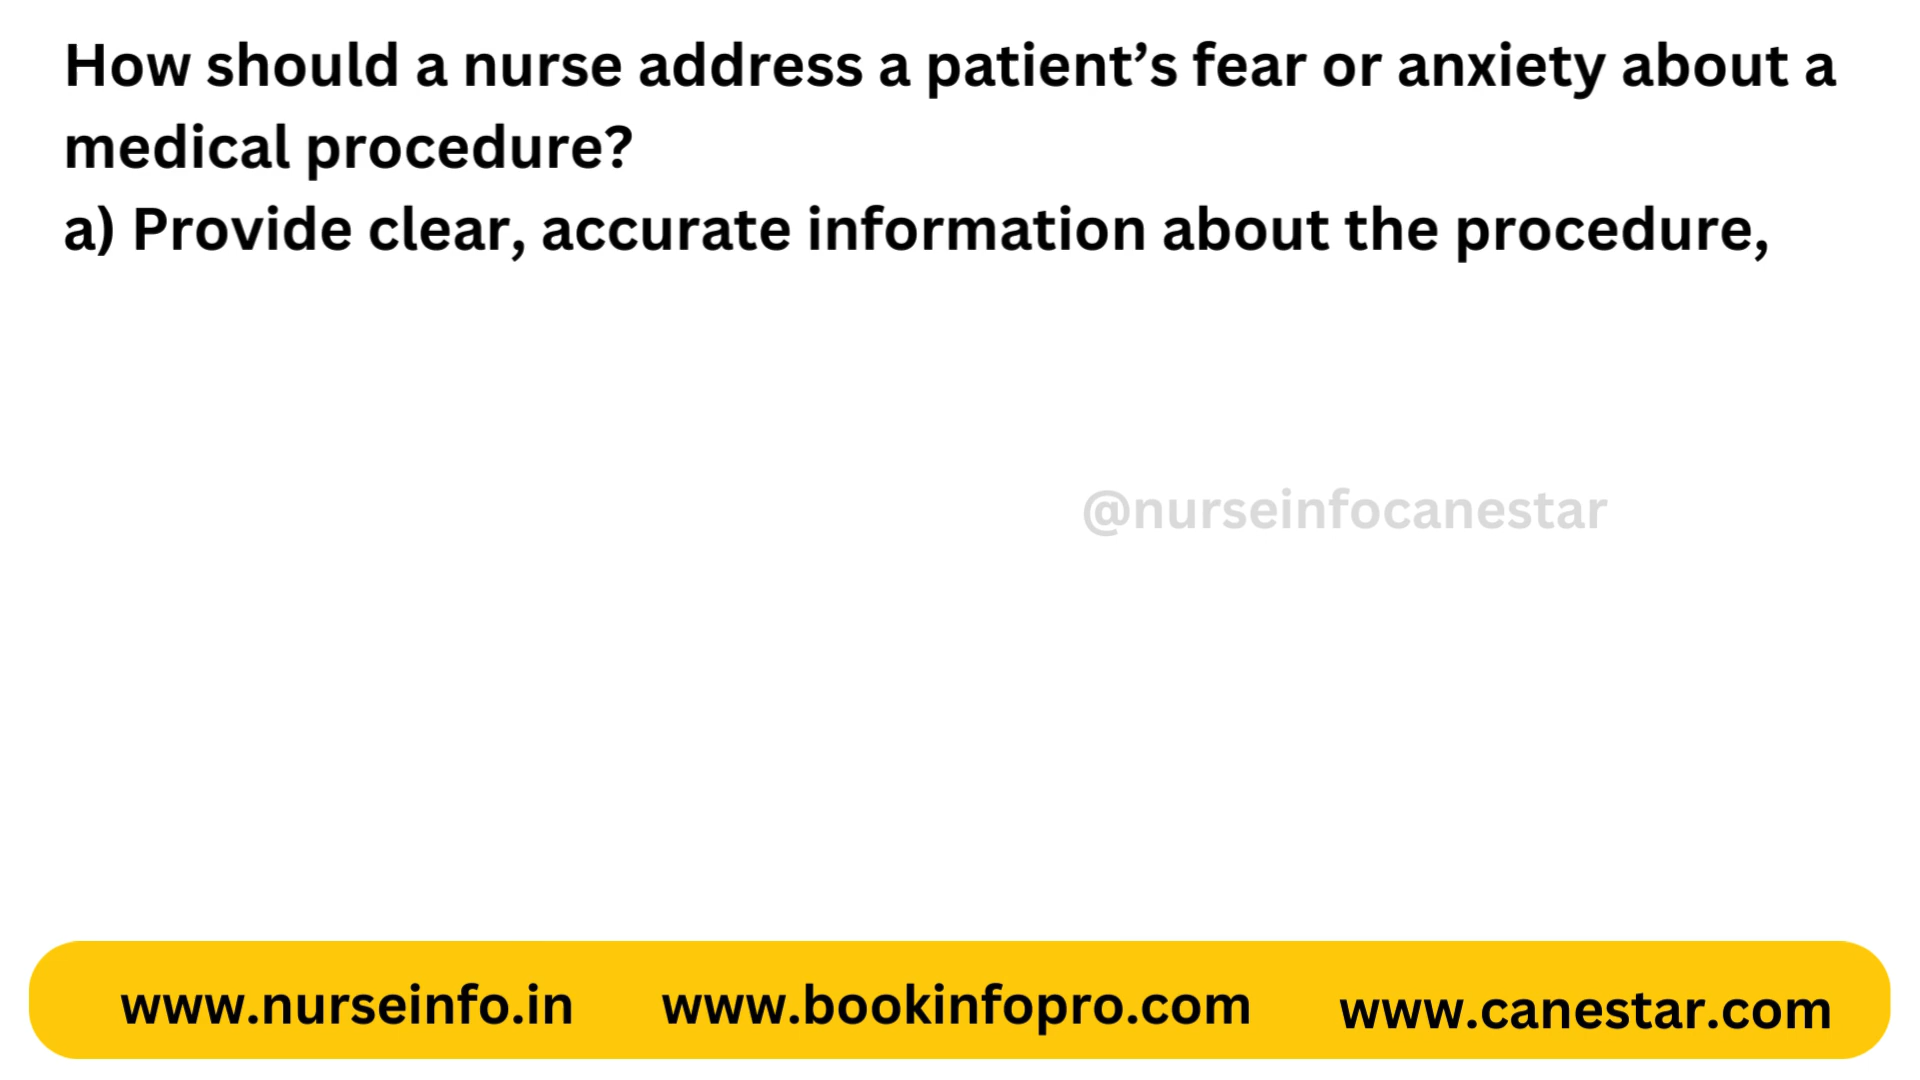 How should a nurse address a patient’s fear or anxiety about a
medical procedure?
a) Provide clear, accurate information about the procedure,
@nurseinfocanestar
www.nurseinfo.in www.bookinfopro.com www.canestar.com